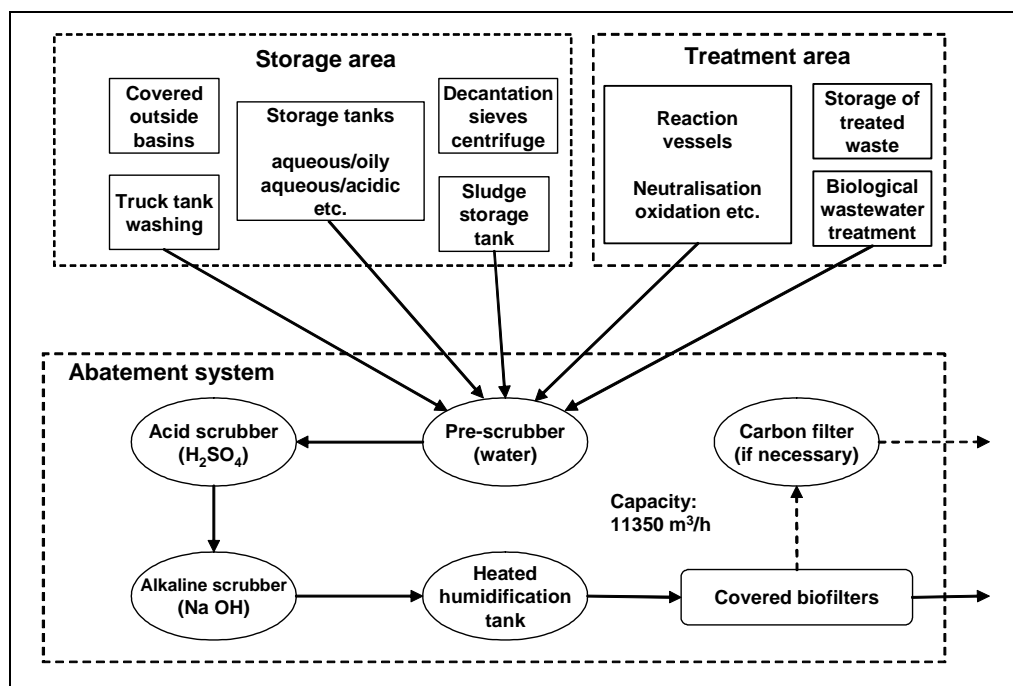 Storage area
Covered
outside
basins
Storage tanks
aqueous/oily
aqueous/acidic
etc.
Decantation
sieves
centrifuge
Truck tank
washing
Sludge
storage
tank
Treatment area
Reaction
vessels
Neutralisation
oxidation etc.
Storage of
treated
waste
Biological
wastewater
treatment
Abatement system
Acid scrubber
(H₂SO₄)
Pre-scrubber
(water)
Carbon filter
(if necessary)
Capacity:
11350 m³/h
Alkaline scrubber
(Na OH)
Heated
humidification
tank
Covered biofilters